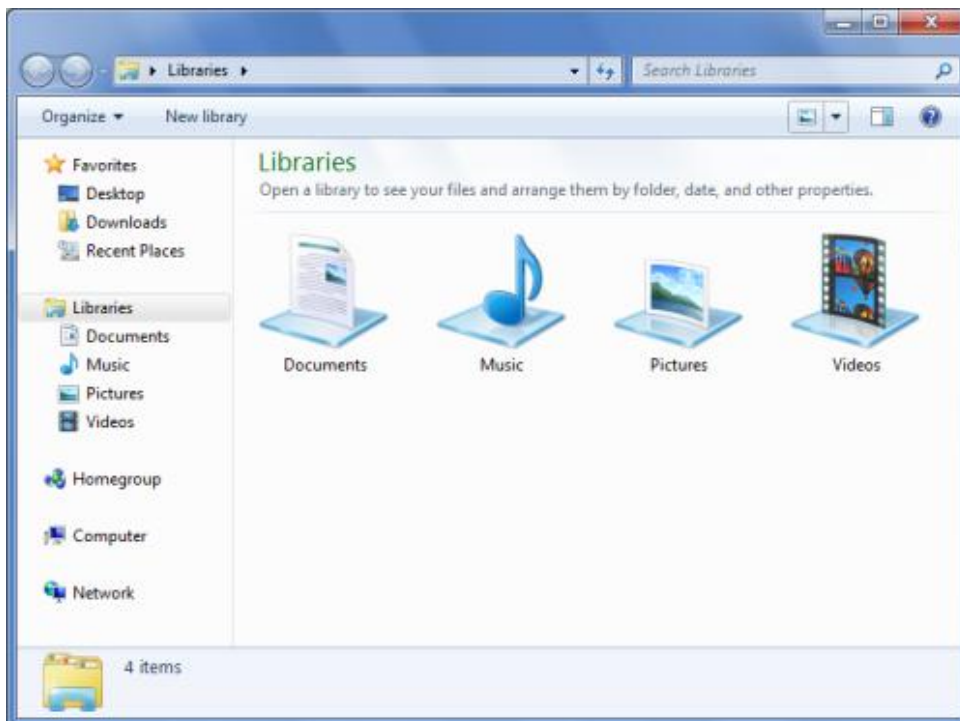 Libraries
Search Libraries
Organize
New library
Favorites
Desktop
Downloads
Recent Places
Libraries
Documents
Music
Pictures
Videos
Homegroup
Computer
Network
Libraries
Open a library to see your files and arrange them by folder, date, and other properties.
Documents
Music
Pictures
Videos
4 items